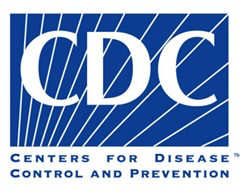 CDC
CENTERS FOR DISEASE™
CONTROL AND PREVENTION